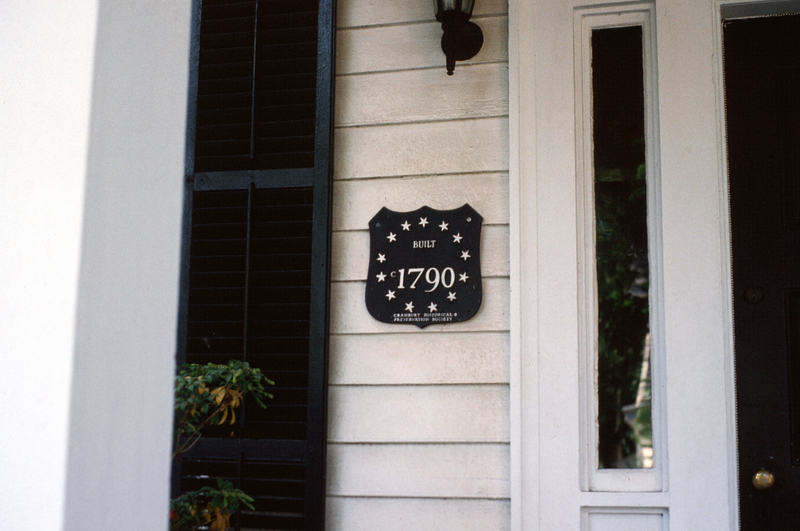 BUILT
c1790
CRANBURY HISTORICAL &
PRESERVATION SOCIETY